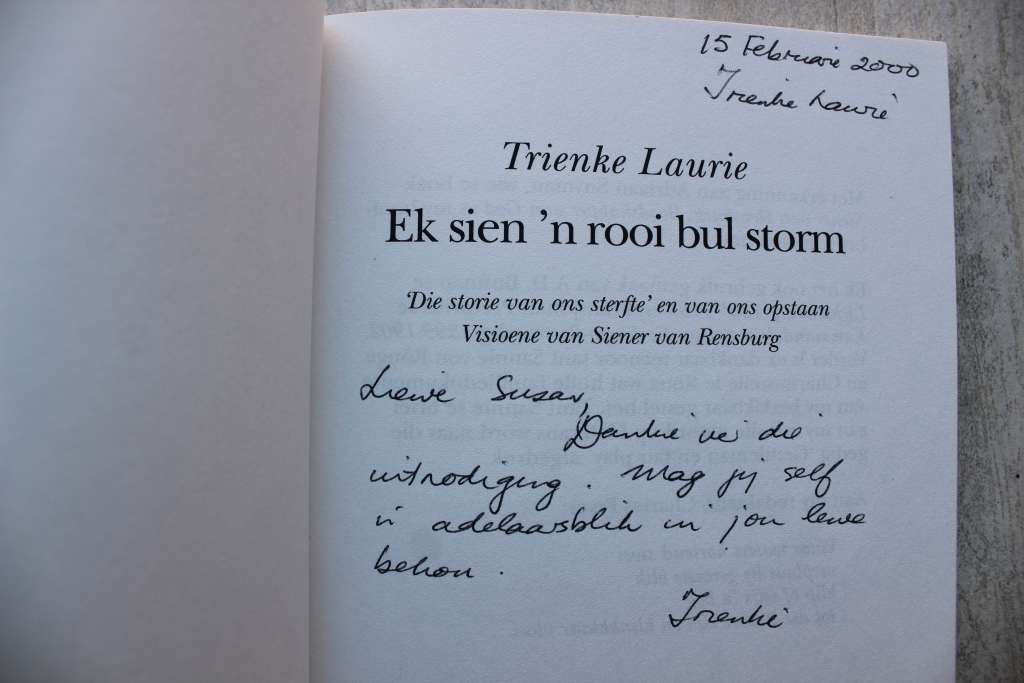 15 Februarie 2000
Trienke Laurie
Trienke Laurie
Ek sien 'n rooi bul storm
'Die storie van ons sterfte' en van ons opstaan
Visioene van Siener van Rensburg
Liewe Susan,
Dankie vir die
uitnodiging. Mag jy self
'n adelaarsblik in jou lewe
behou.
Trienke